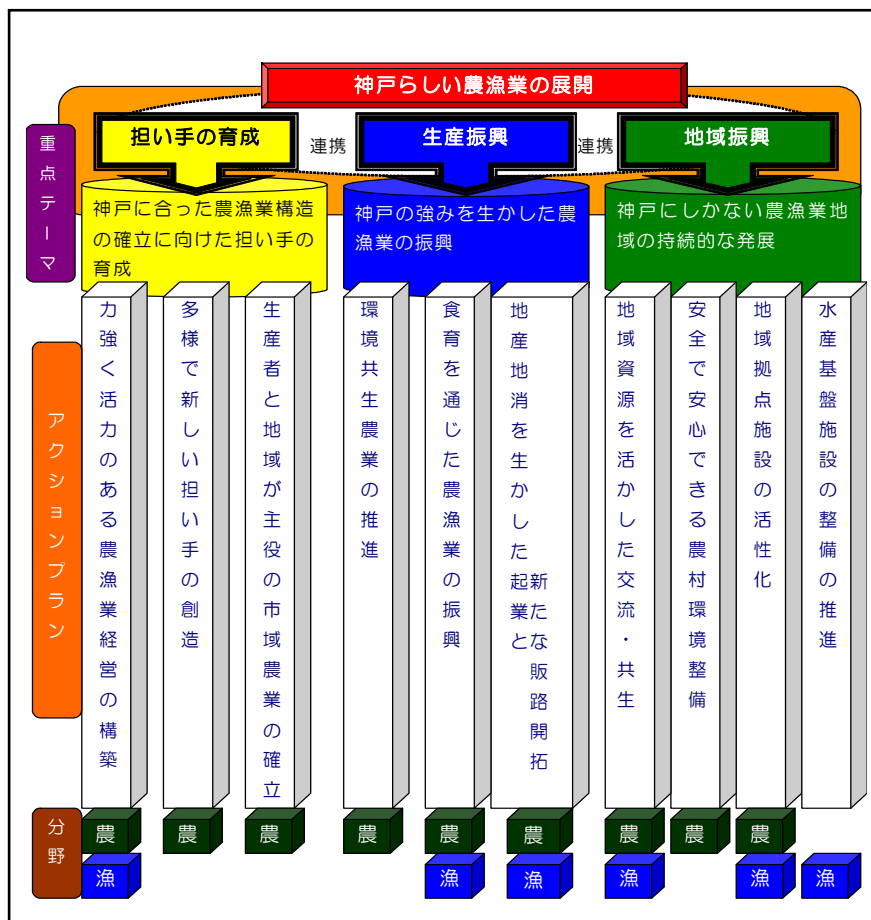 神戸らしい農漁業の展開
重点テーマ
担い手の育成
連携
生産振興
連携
地域振興
神戸に合った農漁業構造
の確立に向けた担い手の
育成
神戸の強みを生かした農
漁業の振興
神戸にしかない農漁業地
域の持続的な発展
アクションプラン
力強く活力のある農漁業経営の構築
多様で新しい担い手の創造
生産者と地域が主役の市域農業の確立
環境共生農業の推進
食育を通じた農漁業の振興
地産地消を生かした起業と
新たな販路開拓
地域資源を活かした交流・共生
安全で安心できる農村環境整備
地域拠点施設の活性化
水産基盤施設の整備の推進
分野
農
農
農
農
農
農
農
農
農
漁
漁
漁
漁
漁
漁